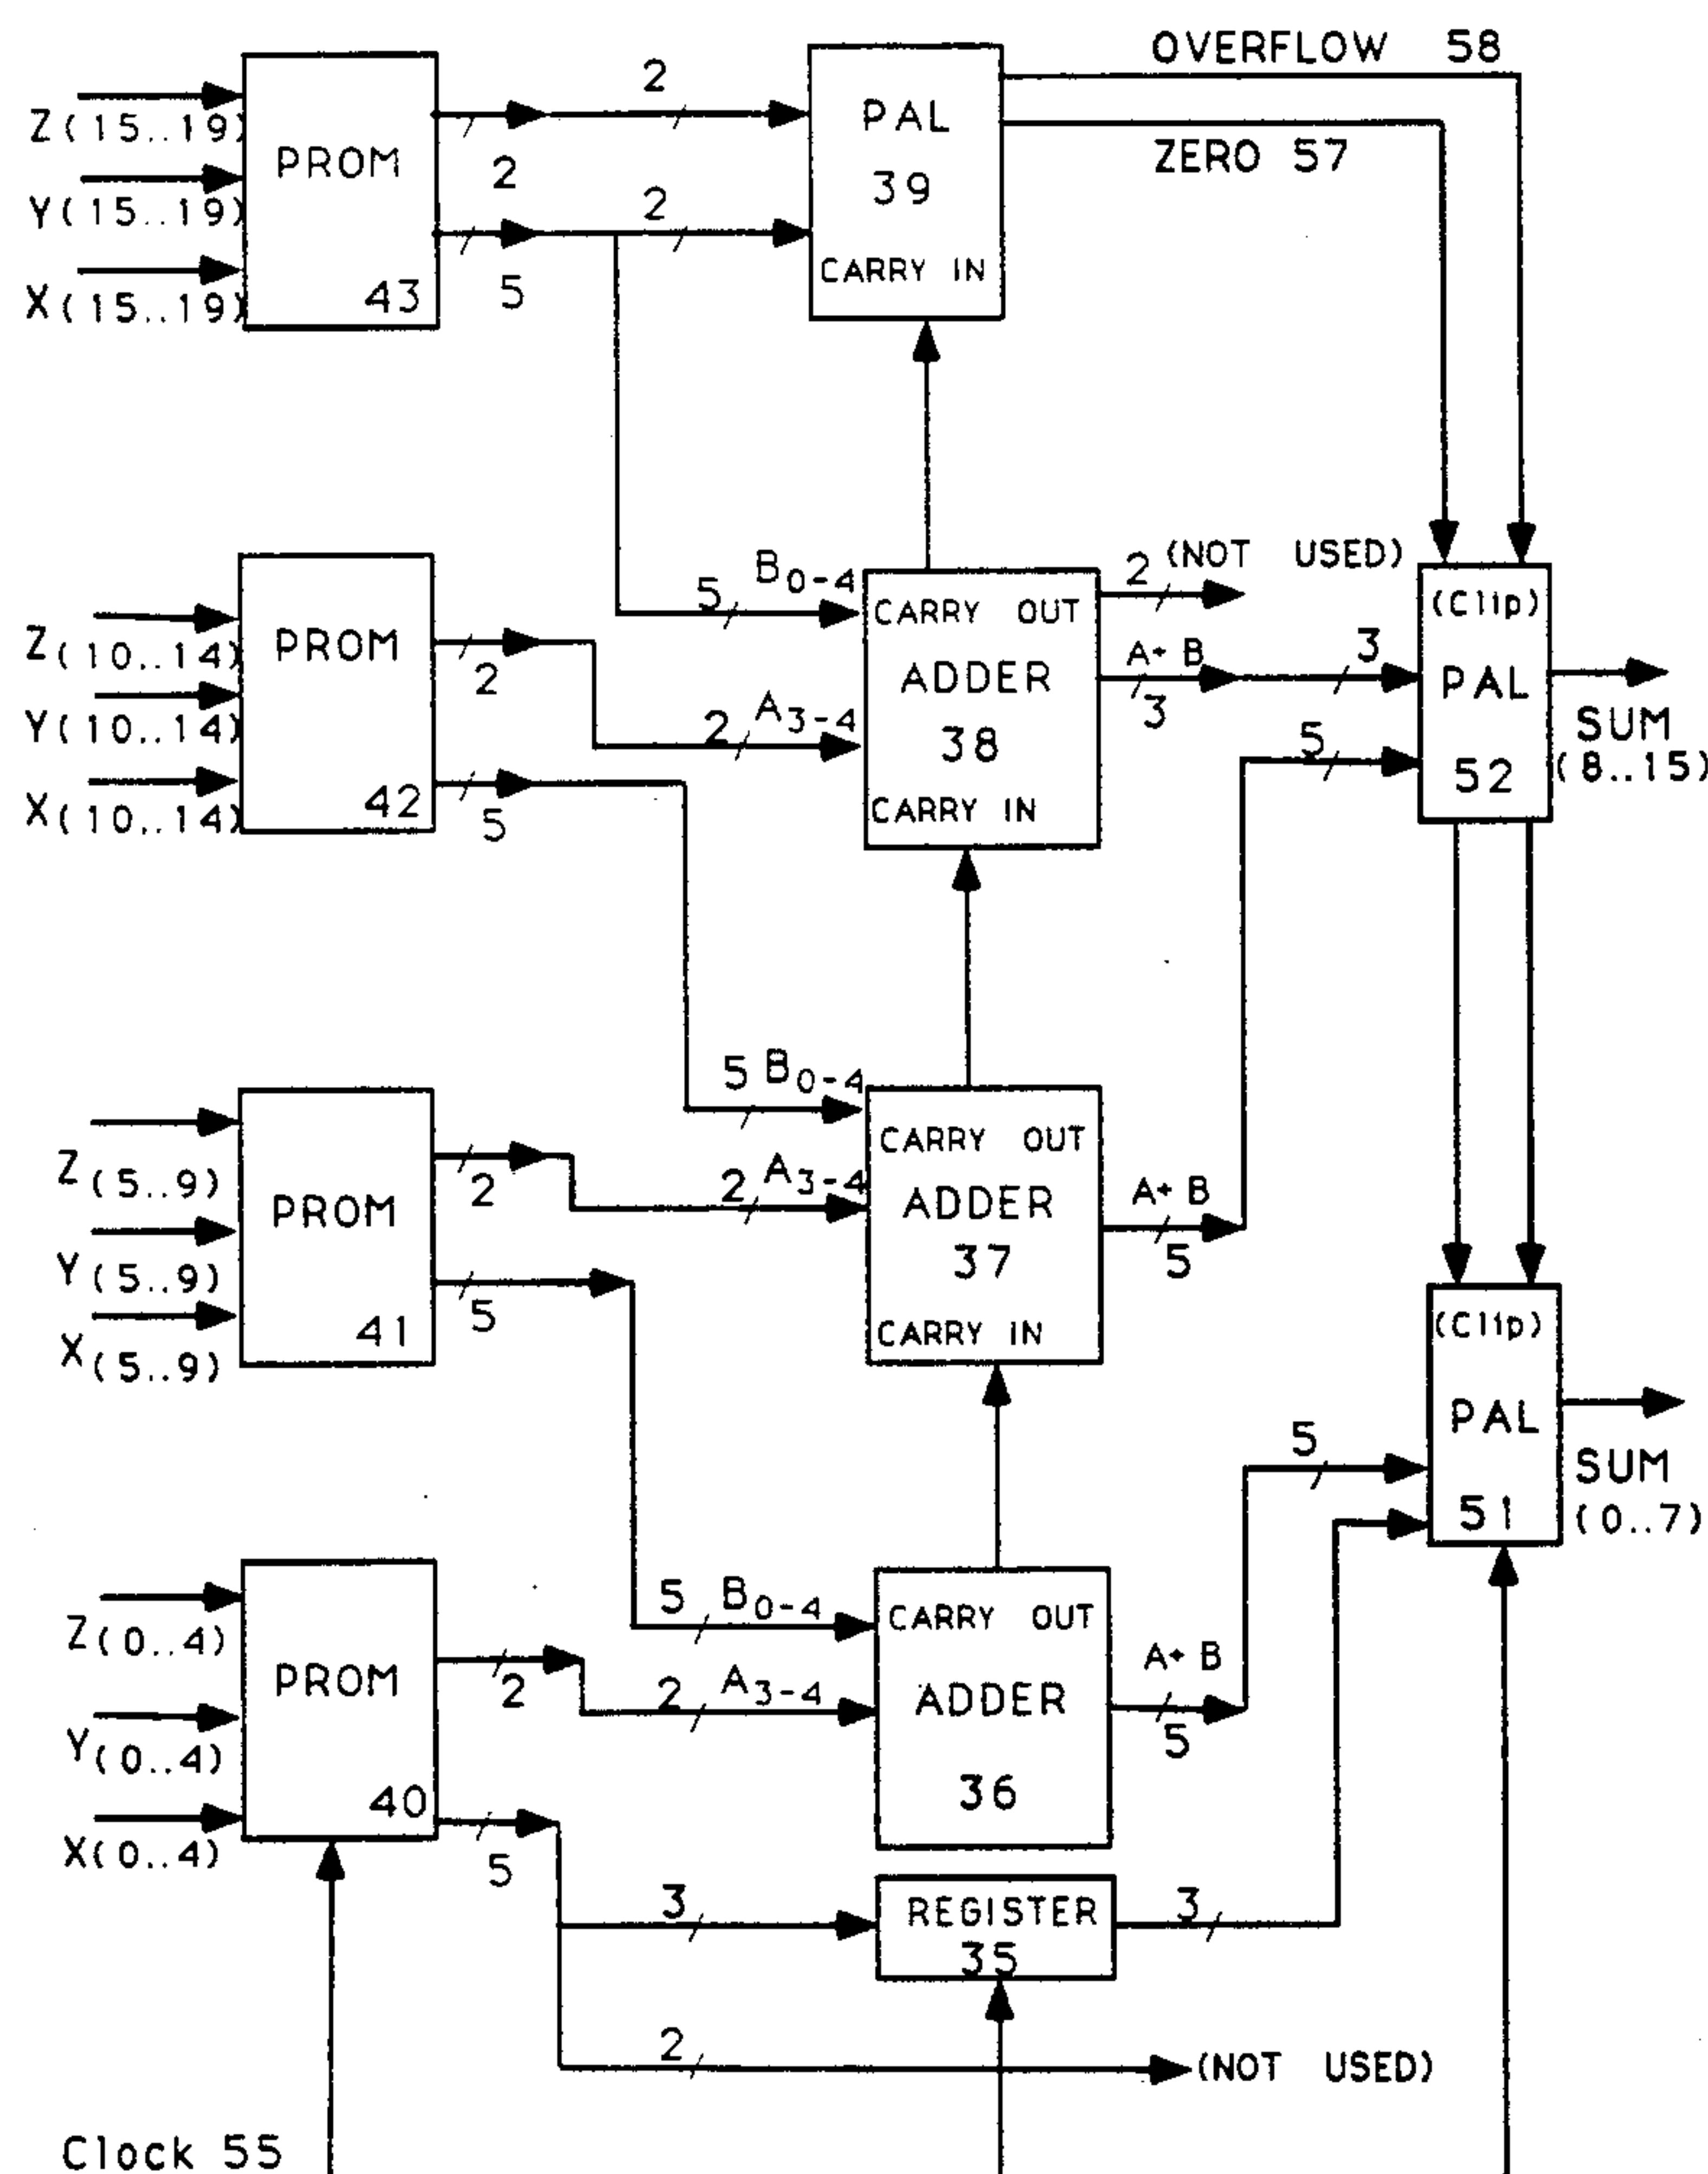 OVERFLOW 58
2
Z(15..19)
PAL
PROM
ZERO 57
2
39
Y(15..19)
2
CARRY IN
X(15..19)
43
5
B0-4
2 (NOT USED)
5
CARRY OUT
(Clip)
Z(10..14)
PROM
2
A+ B
3
ADDER
PAL
Y(10..14)
2 A3-4
3
38
SUM
5
(8..15)
52
X(10..14)
42
5
CARRY IN
5 B0-4
CARRY OUT
Z(5..9)
2
2 A3-4
ADDER
A+ B
PROM
37
5
Y(5..9)
5
(Clip)
X(5..9)
41
CARRY IN
PAL
5
SUM
51
(0..7)
5 B0-4
CARRY OUT
Z(0..4)
PROM
2
2 A3-4
A+ B
ADDER
5
Y(0..4)
40
36
X(0..4)
5
3
REGISTER
3
35
2
(NOT USED)
Clock 55